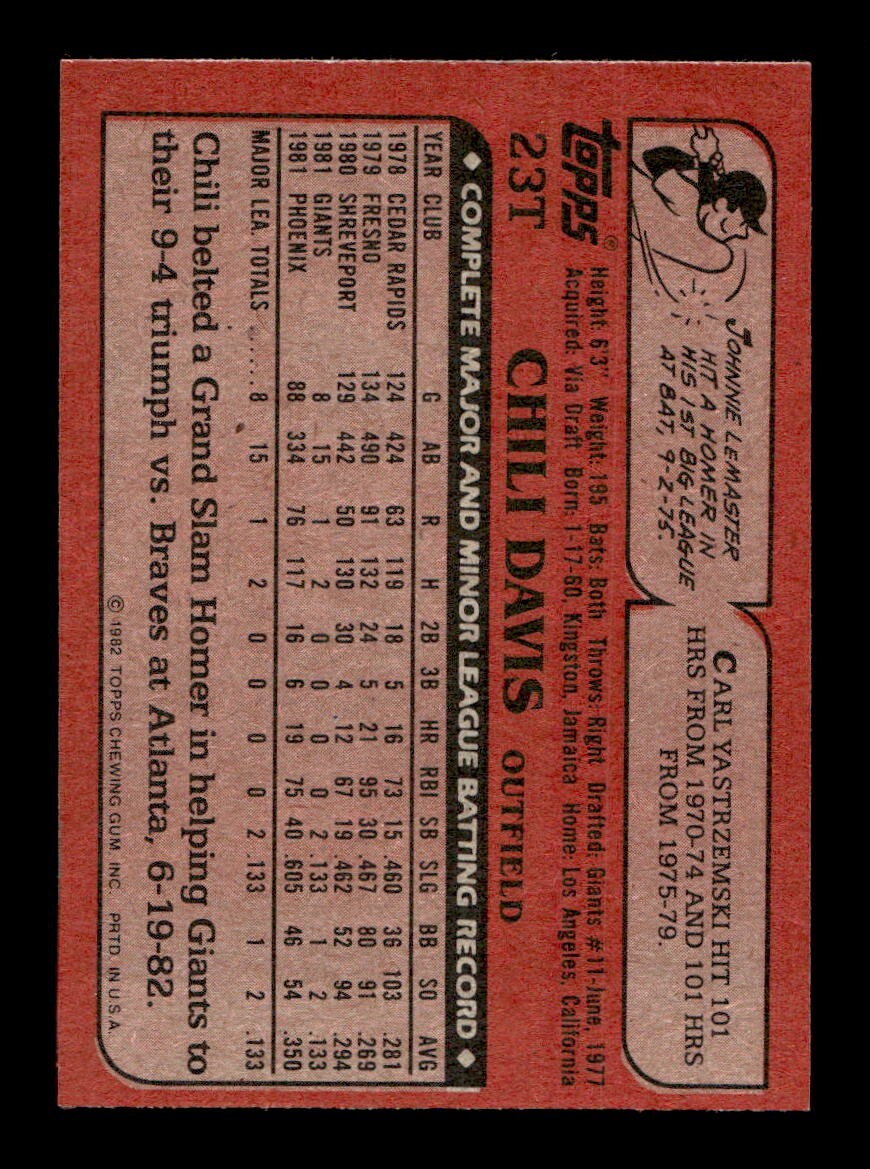 JOHNNIE LEMASTER
HIT A HOMER IN
HIS 1ST BIG LEAGUE
AT BAT, 9-2-75.
CARL YASTRZEMSKI HIT 101
HRS FROM 1970-74 AND 101 HRS
FROM 1975-79.
TOPPS®
23T
Height: 6'3" Weight: 195 Bats: Both Throws: Right Drafted: Giants #11-June, 1977
Acquired: Via Draft Born: 1-17-60, Kingston, Jamaica Home: Los Angeles, California
CHILI DAVIS OUTFIELD
◆ COMPLETE MAJOR AND MINOR LEAGUE BATTING RECORD ◆
YEAR CLUB G AB R H 2B 3B HR RBI SB SLG BB SO AVG
1978 CEDAR RAPIDS 124 424 63 119 18 5 16 73 15 .460 36 103 .281
1979 FRESNO 134 490 91 132 24 5 21 95 30 .467 80 91 .269
1980 SHREVEPORT 129 442 50 130 30 4 12 67 19 .462 52 94 .294
1981 GIANTS 8 15 1 2 0 0 0 0 2 .133 1 2 .133
1981 PHOENIX 88 334 76 117 16 6 19 75 40 .605 46 54 .350
MAJOR LEA TOTALS ..... 8 15 1 2 0 0 0 0 2 .133 1 2 .133
Chili belted a Grand Slam Homer in helping Giants to
their 9-4 triumph vs. Braves at Atlanta, 6-19-82.
© 1982 TOPPS CHEWING GUM, INC. PRTD. IN U.S.A.